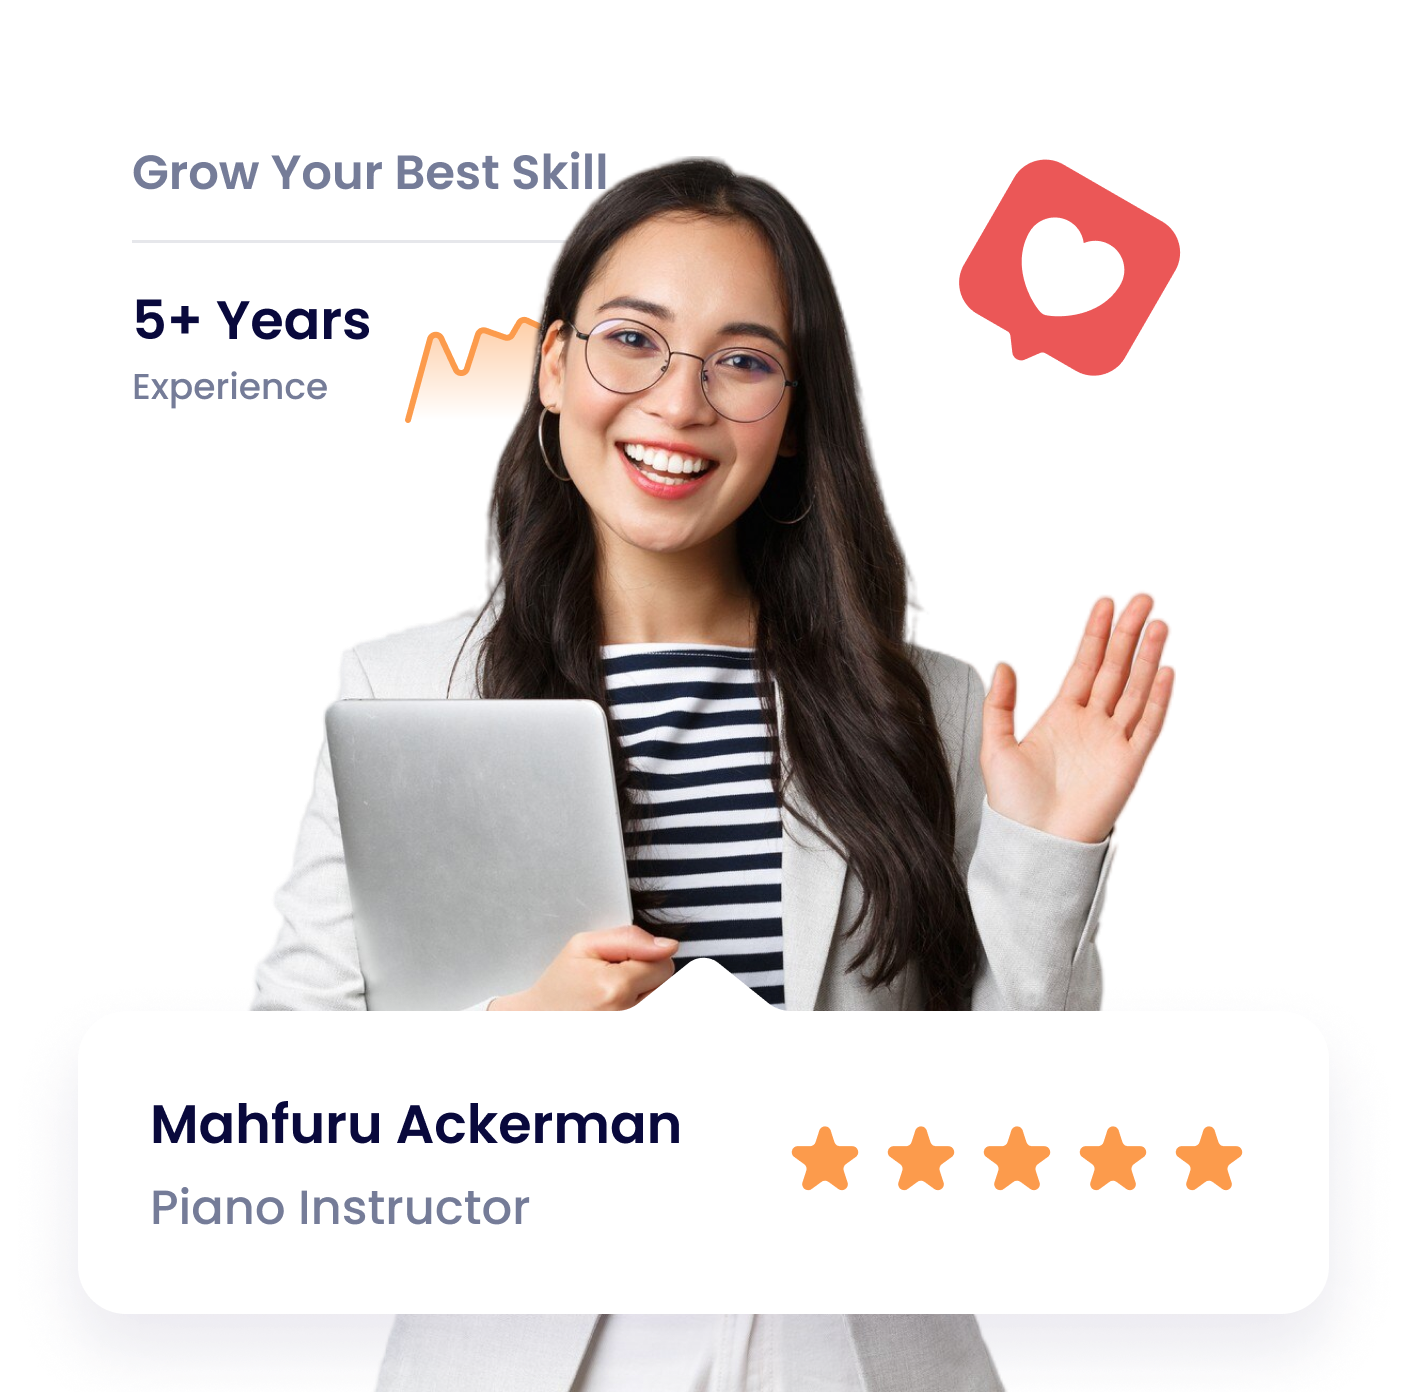 Grow Your Best Skill
5+ Years
Experience
Mahfuru Ackerman
Piano Instructor